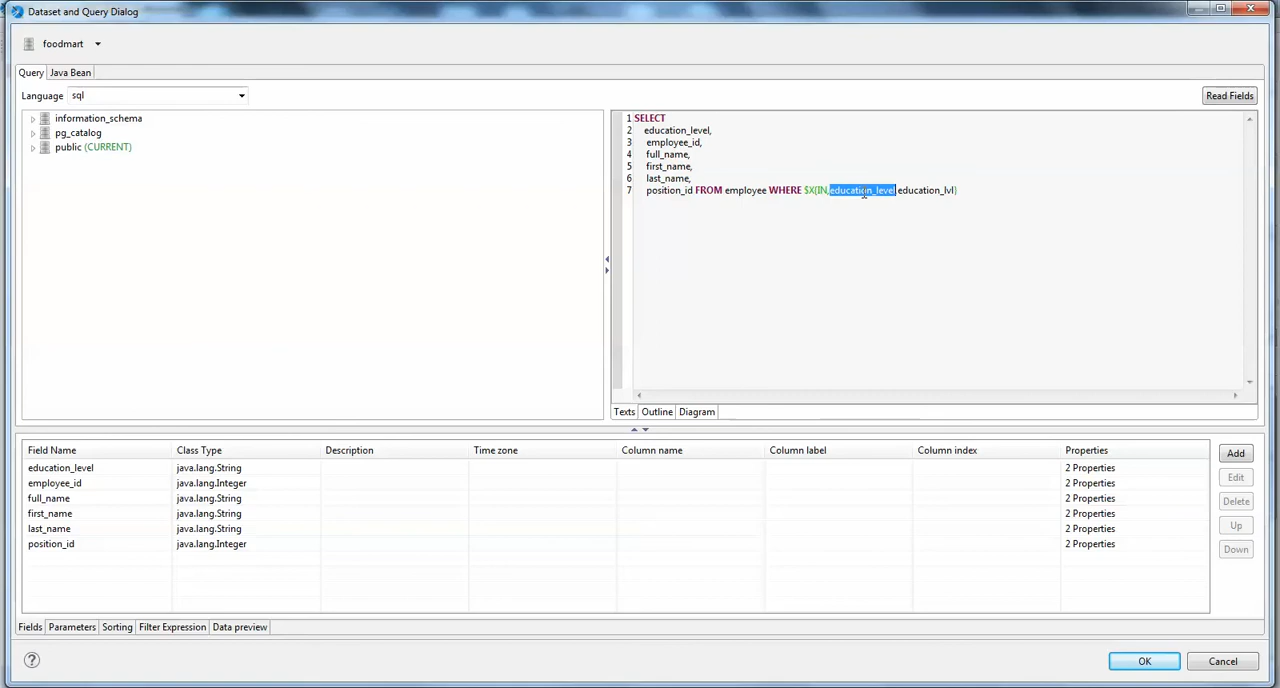 Dataset and Query Dialog
foodmart
Query Java Bean
Language sql
Read Fields
information_schema
pg_catalog
public (CURRENT)
1 SELECT
2 education_level,
3 employee_id,
4 full_name,
5 first_name,
6 last_name,
7 position_id FROM employee WHERE $X{IN,education_level,education_lvl}
Texts Outline Diagram
Field Name Class Type Description Time zone Column name Column label Column index Properties
education_level java.lang.String 2 Properties
employee_id java.lang.Integer 2 Properties
full_name java.lang.String 2 Properties
first_name java.lang.String 2 Properties
last_name java.lang.String 2 Properties
position_id java.lang.Integer 2 Properties
Add
Edit
Delete
Up
Down
Fields Parameters Sorting Filter Expression Data preview
?
OK Cancel